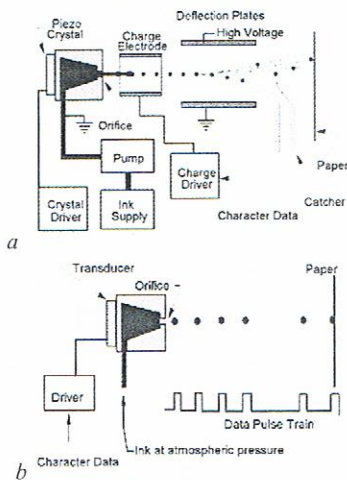 Piezo
Crystal
Charge
Electrode
Deflection Plates
High Voltage
Orifice
Pump
Crystal
Driver
Ink
Supply
Charge
Driver
Paper
Character Data
Catcher
a
Transducer
Orifice
Paper
Driver
Data Pulse Train
Ink at atmospheric pressure
Character Data
b